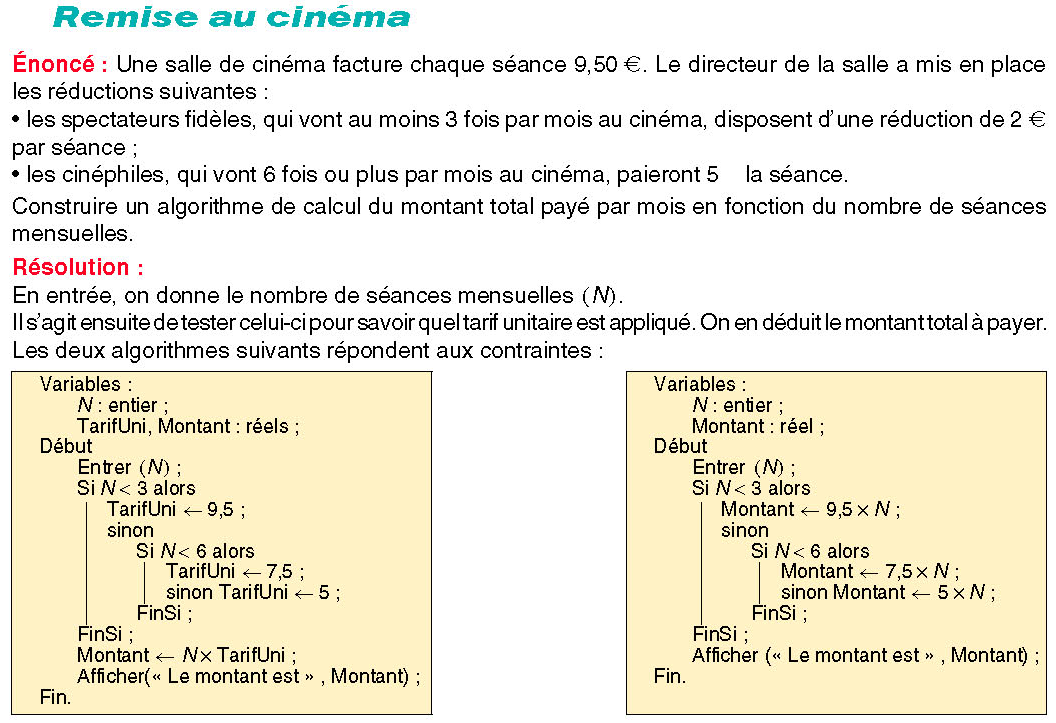 Remise au cinéma
Énoncé : Une salle de cinéma facture chaque séance 9,50 €. Le directeur de la salle a mis en place
les réductions suivantes :
• les spectateurs fidèles, qui vont au moins 3 fois par mois au cinéma, disposent d'une réduction de 2 €
par séance ;
• les cinéphiles, qui vont 6 fois ou plus par mois au cinéma, paieront 5 la séance.
Construire un algorithme de calcul du montant total payé par mois en fonction du nombre de séances
mensuelles.
Résolution :
En entrée, on donne le nombre de séances mensuelles (N).
Il s'agit ensuite de tester celui-ci pour savoir quel tarif unitaire est appliqué. On en déduit le montant total à payer.
Les deux algorithmes suivants répondent aux contraintes :
Variables :
N : entier ;
TarifUni, Montant : réels ;
Début
Entrer (N) ;
Si N < 3 alors
TarifUni ← 9,5 ;
sinon
Si N < 6 alors
TarifUni ← 7,5 ;
sinon TarifUni ← 5 ;
FinSi ;
FinSi ;
Montant ← N × TarifUni ;
Afficher(« Le montant est » , Montant) ;
Fin.
Variables :
N : entier ;
Montant : réel ;
Début
Entrer (N) ;
Si N < 3 alors
Montant ← 9,5 × N ;
sinon
Si N < 6 alors
Montant ← 7,5 × N ;
sinon Montant ← 5 × N ;
FinSi ;
FinSi ;
Afficher (« Le montant est » , Montant) ;
Fin.